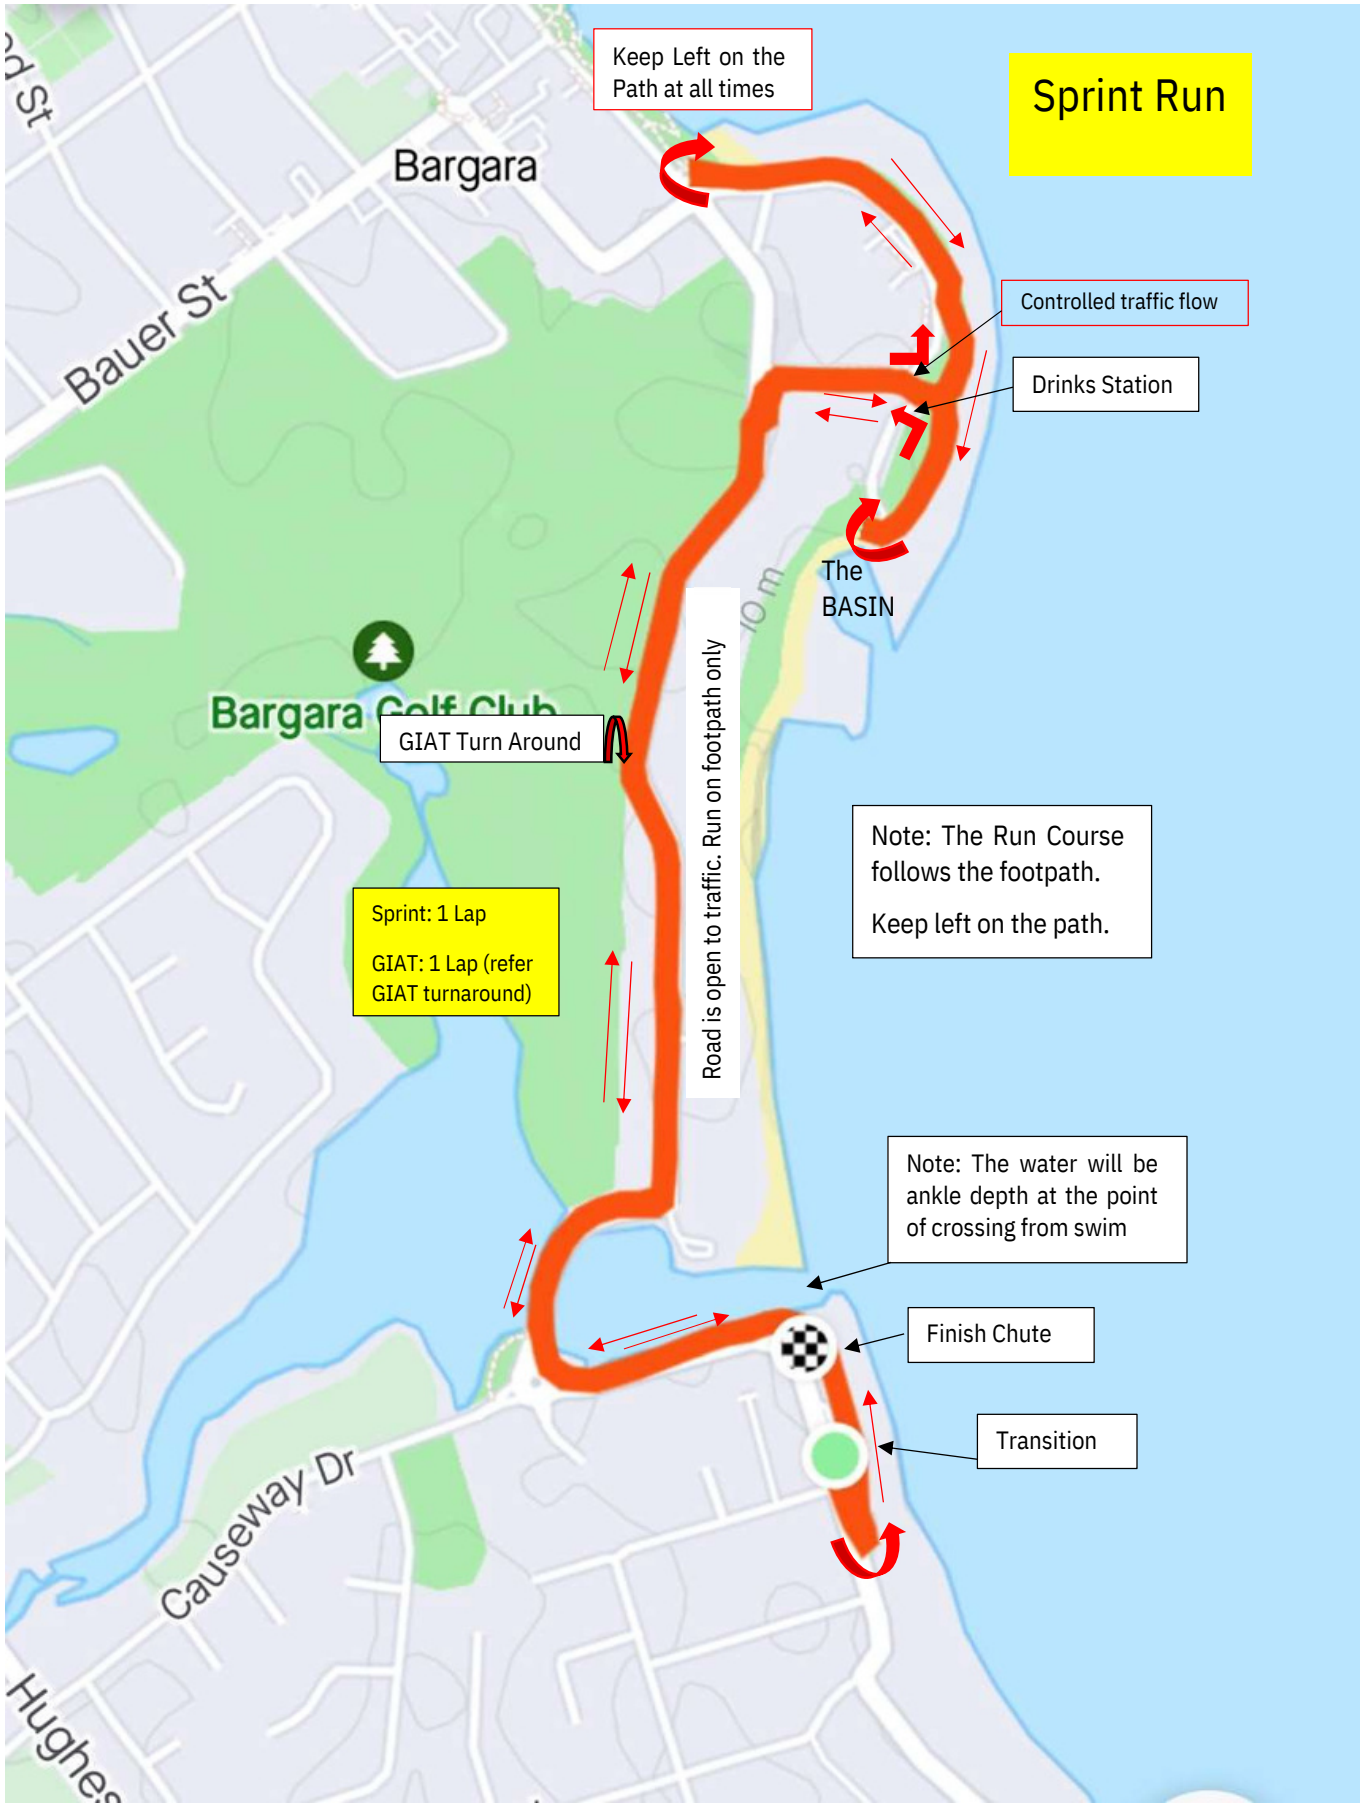 Keep Left on the
Path at all times
Sprint Run
Bargara
Bauer St
Controlled traffic flow
Drinks Station
The
BASIN
10 m
Bargara Golf Club
GIAT Turn Around
Road is open to traffic. Run on footpath only
Note: The Run Course
follows the footpath.
Keep left on the path.
Sprint: 1 Lap
GIAT: 1 Lap (refer
GIAT turnaround)
Note: The water will be
ankle depth at the point
of crossing from swim
Finish Chute
Transition
Causeway Dr
Hughes